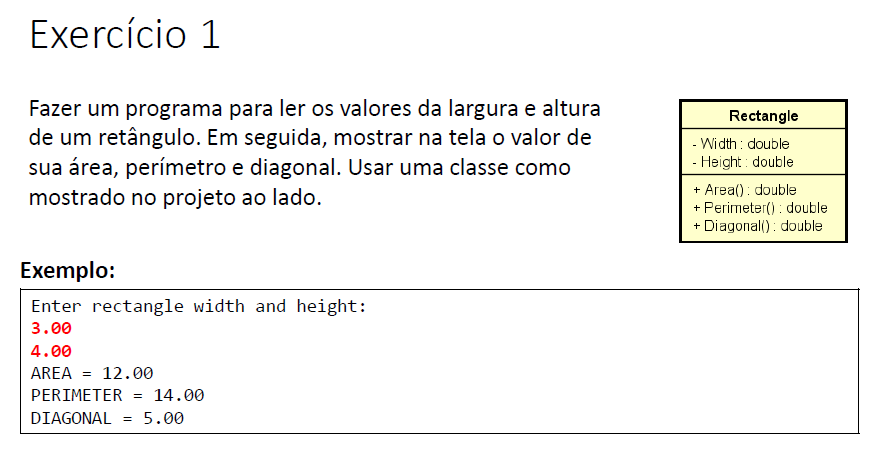 Exercício 1
Fazer um programa para ler os valores da largura e altura
de um retângulo. Em seguida, mostrar na tela o valor de
sua área, perímetro e diagonal. Usar uma classe como
mostrado no projeto ao lado.
Rectangle
- Width : double
- Height : double
+ Area() : double
+ Perimeter() : double
+ Diagonal() : double
Exemplo:
Enter rectangle width and height:
3.00
4.00
AREA = 12.00
PERIMETER = 14.00
DIAGONAL = 5.00